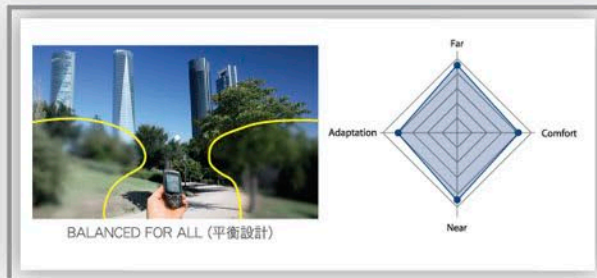 BALANCED FOR ALL (平衡設計)
Far
Adaptation
Comfort
Near